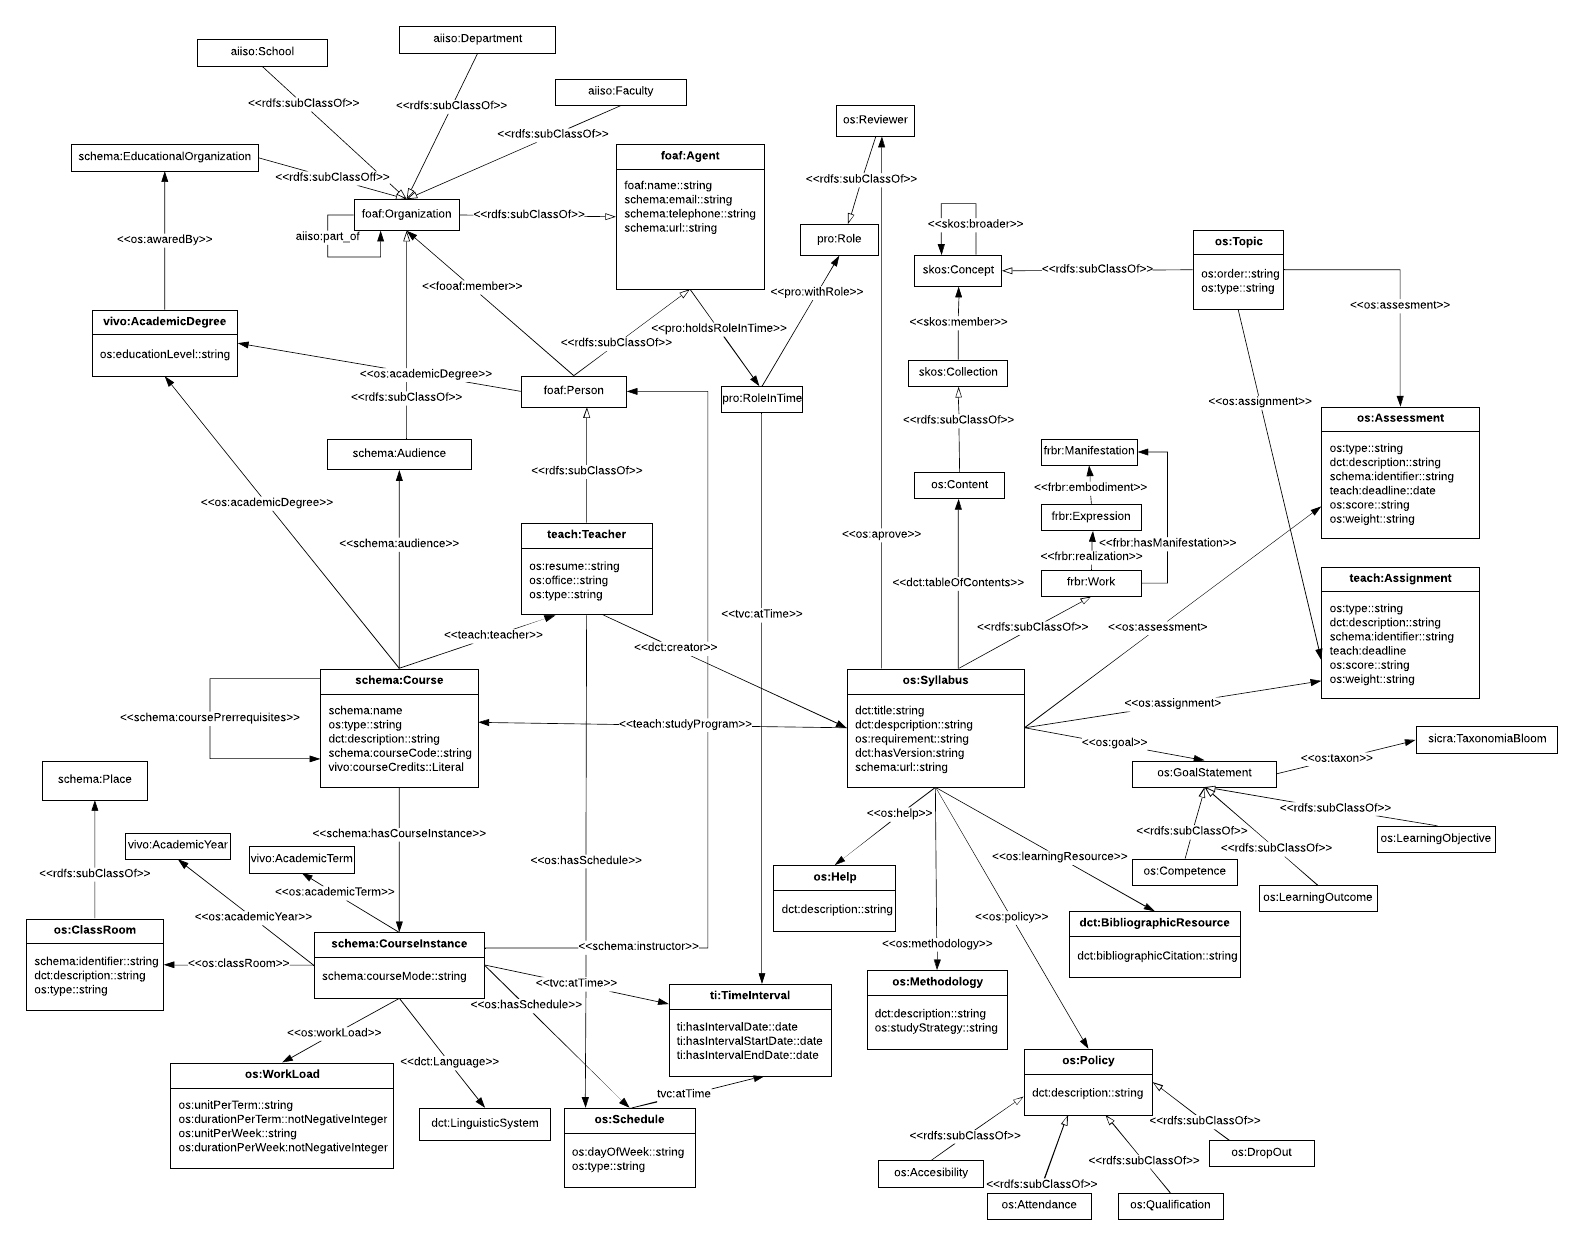 aiiso:School
aiiso:Department
<<rdfs:subClassOf>>
<<rdfs:subClassOf>>
aiiso:Faculty
<<rdfs:subClassOf>>
schema:EducationalOrganization
<<rdfs:subClassOff>>
foaf:Organization
<<rdfs:subClassOf>>
aiiso:part_of
foaf:Agent
foaf:name::string
schema:email::string
schema:telephone::string
schema:url::string
os:Reviewer
<<rdfs:subClassOf>>
pro:Role
<<pro:withRole>>
<<skos:broader>>
skos:Concept
<<rdfs:subClassOf>>
os:Topic
os:order::string
os:type::string
<<os:assesment>>
<<os:awaredBy>>
<<fooaf:member>>
<<pro:holdsRoleInTime>>
<<rdfs:subClassOf>>
<<skos:member>>
vivo:AcademicDegree
os:educationLevel::string
<<os:academicDegree>>
<<rdfs:subClassOf>>
foaf:Person
pro:RoleInTime
skos:Collection
<<rdfs:subClassOf>>
<<os:assignment>>
os:Assessment
os:type::string
dct:description::string
schema:identifier::string
teach:deadline::date
os:score::string
os:weight::string
schema:Audience
<<rdfs:subClassOf>>
os:Content
frbr:Manifestation
<<frbr:embodiment>>
frbr:Expression
<<frbr:hasManifestation>>
<<frbr:realization>>
frbr:Work
<<os:academicDegree>>
<<schema:audience>>
teach:Teacher
os:resume::string
os:office::string
os:type::string
<<os:aprove>>
<<dct:tableOfContents>>
<<tvc:atTime>>
<<rdfs:subClassOf>>
<<os:assessment>
teach:Assignment
os:type::string
dct:description::string
schema:identifier::string
teach:deadline
os:score::string
os:weight::string
<<teach:teacher>>
<<dct:creator>>
schema:Course
schema:name
os:type::string
dct:description::string
schema:courseCode::string
vivo:courseCredits::Literal
<<schema:coursePrerrequisites>
<<teach:studyProgram>>
os:Syllabus
dct:title:string
dct:despcription::string
os:requirement::string
dct:hasVersion:string
schema:url::string
<<os:assignment>
<<os:goal>>
os:GoalStatement
<<os:taxon>>
sicra:TaxonomiaBloom
<<rdfs:subClassOf>>
<<rdfs:subClassOf>>
<<rdfs:subClassOf>>
os:LearningObjective
os:Competence
os:LearningOutcome
schema:Place
<<schema:hasCourseInstance>>
vivo:AcademicYear
vivo:AcademicTerm
<<rdfs:subClassOf>>
<<os:academicTerm>>
<<os:academicYear>>
<<os:hasSchedule>>
<<os:help>>
<<os:learningResource>>
os:Help
dct:description::string
<<os:policy>>
dct:BibliographicResource
dct:bibliographicCitation::string
os:ClassRoom
schema:identifier::string
dct:description::string
os:type::string
<<os:classRoom>>
schema:CourseInstance
schema:courseMode::string
<<schema:instructor>>
<<os:methodology>>
<<tvc:atTime>>
<<os:hasSchedule>>
os:Methodology
dct:description::string
os:studyStrategy::string
ti:TimeInterval
ti:hasIntervalDate::date
ti:hasIntervalStartDate::date
ti:hasIntervalEndDate::date
<<os:workLoad>>
<<dct:Language>>
os:WorkLoad
os:unitPerTerm::string
os:durationPerTerm::notNegativeInteger
os:unitPerWeek::string
os:durationPerWeek:notNegativeInteger
dct:LinguisticSystem
tvc:atTime
os:Schedule
os:dayOfWeek::string
os:type::string
os:Policy
dct:description::string
<<rdfs:subClassOf>>
<<rdfs:subClassOf>>
<<rdfs:subClassOf>>
<<rdfs:subClassOf>>
os:Accesibility
os:Attendance
os:Qualification
os:DropOut